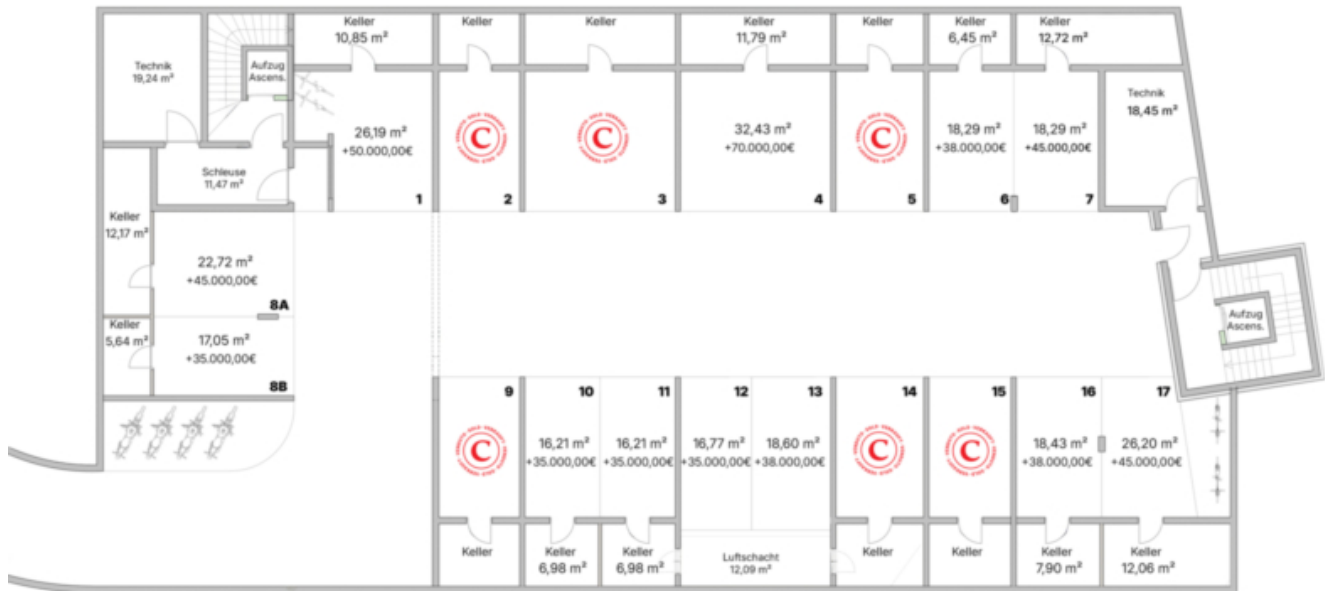 Keller
10,85 m²
Keller
Keller
Keller
11,79 m²
Keller
Keller
6,45 m²
Keller
12,72 m²
Technik
19,24 m²
Aufzug
Ascens.
Technik
18,45 m²
26,19 m²
+50.000,00€
1
C
2
C
3
32,43 m²
+70.000,00€
4
C
5
18,29 m²
+38.000,00€
6
18,29 m²
+45.000,00€
7
Schleuse
11,47 m²
Keller
12,17 m²
22,72 m²
+45.000,00€
8A
Keller
5,64 m²
17,05 m²
+35.000,00€
8B
Aufzug
Ascens.
9
C
10
16,21 m²
+35.000,00€
11
16,21 m²
+35.000,00€
12
16,77 m²
+35.000,00€
13
18,60 m²
+38.000,00€
14
C
15
C
16
18,43 m²
+38.000,00€
17
26,20 m²
+45.000,00€
Keller
Keller
6,98 m²
Keller
6,98 m²
Luftschacht
12,09 m²
Keller
Keller
Keller
7,90 m²
Keller
12,06 m²